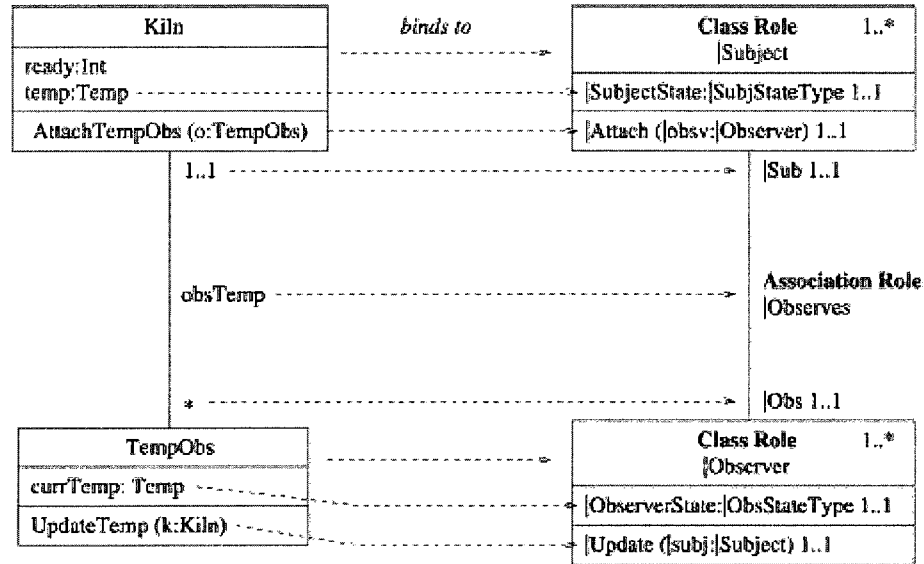 Kiln
binds to
Class Role 1..*
|Subject
ready:Int
temp:Temp
|SubjectState:|SubjStateType 1..1
AttachTempObs (o:TempObs)
|Attach (|obsv:|Observer) 1..1
1..1
|Sub 1..1
obsTemp
Association Role
|Observes
*
|Obs 1..1
TempObs
Class Role 1..*
|Observer
currTemp: Temp
|ObserverState:|ObsStateType 1..1
UpdateTemp (k:Kiln)
|Update (|subj:|Subject) 1..1